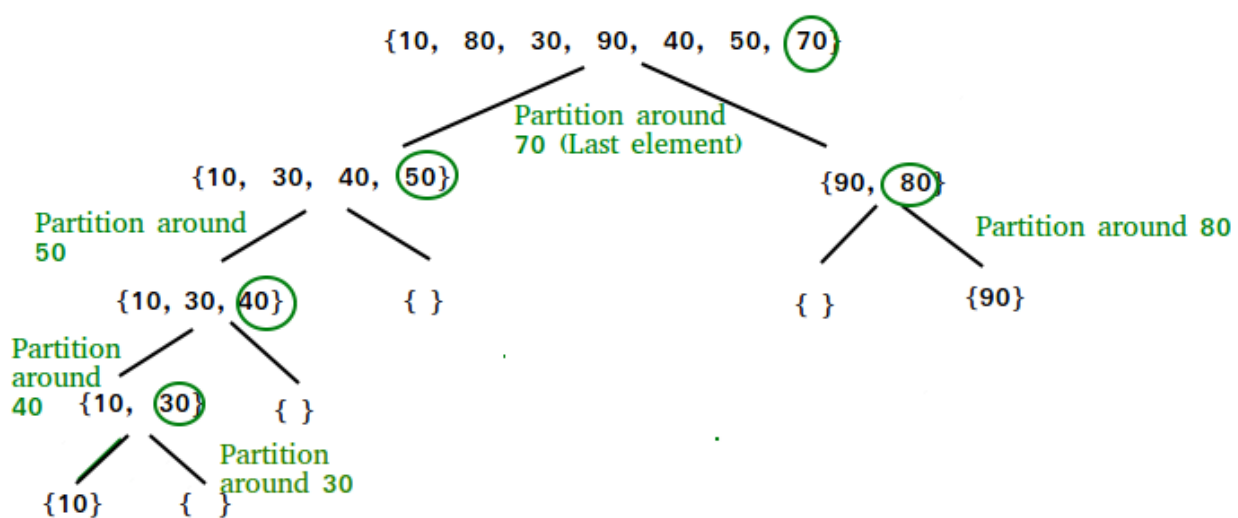 {10, 80, 30, 90, 40, 50, 70}
Partition around
70 (Last element)
{10, 30, 40, 50}
{90, 80}
Partition around
50
Partition around 80
{10, 30, 40}
{ }
{ }
{90}
Partition
around
40
{10, 30}
{ }
Partition
around 30
{10}
{ }